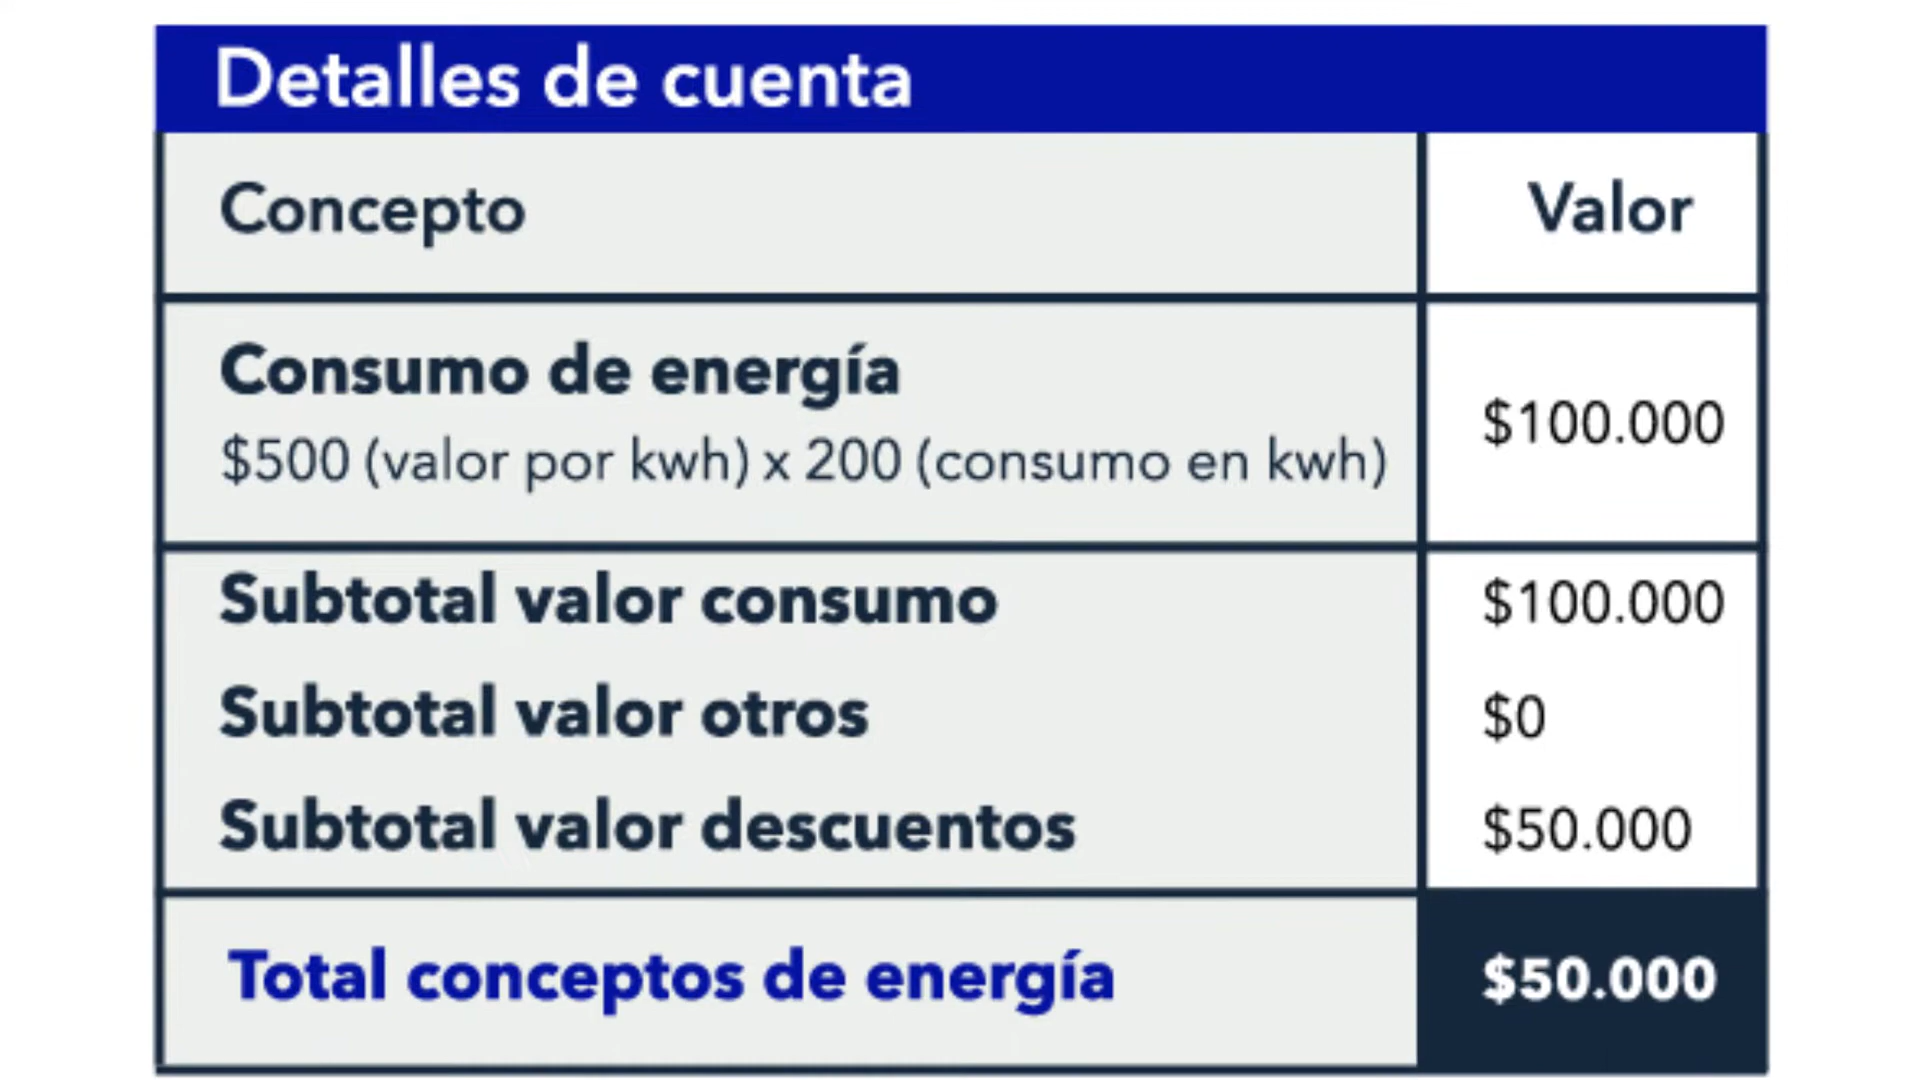 Detalles de cuenta
Concepto Valor
Consumo de energía
$500 (valor por kwh) x 200 (consumo en kwh) $100.000
Subtotal valor consumo $100.000
Subtotal valor otros $0
Subtotal valor descuentos $50.000
Total conceptos de energía $50.000